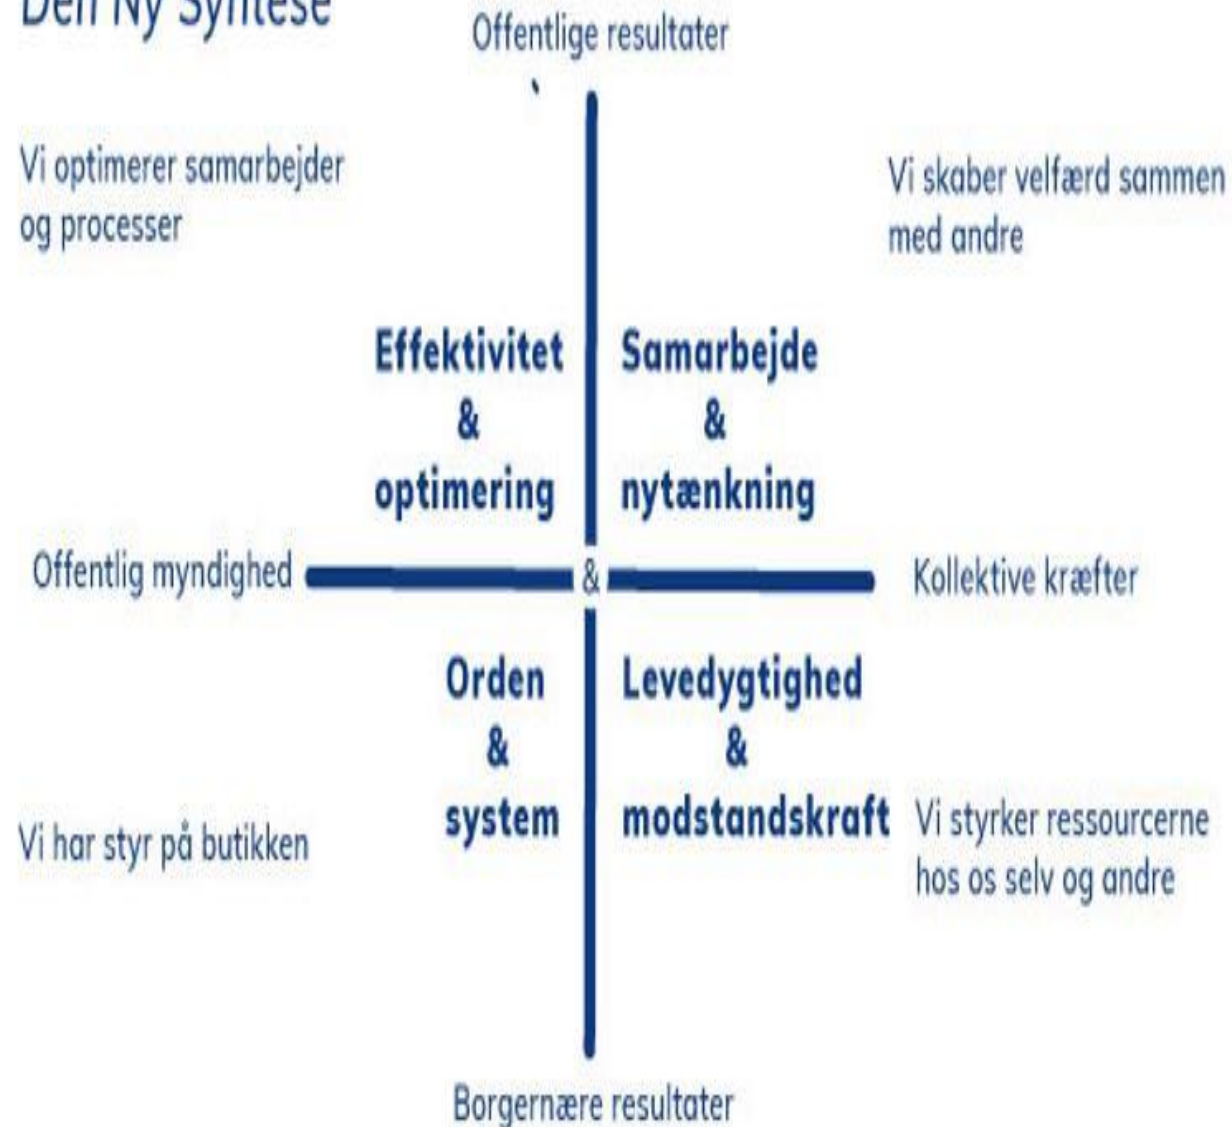 Den Ny Syntese
Offentlige resultater
Vi optimerer samarbejder
og processer
Vi skaber velfærd sammen
med andre
Effektivitet
&
optimering
Samarbejde
&
nytænkning
Offentlig myndighed
&
Kollektive kræfter
Orden
&
system
Levedygtighed
&
modstandskraft
Vi har styr på butikken
Vi styrker ressourcerne
hos os selv og andre
Borgernære resultater